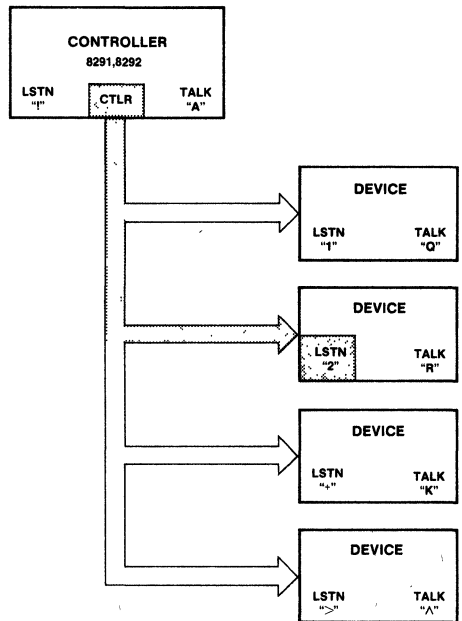 CONTROLLER
8291,8292
LSTN CTLR TALK
"!" "A"
DEVICE
LSTN TALK
"1" "Q"
DEVICE
LSTN TALK
"2" "R"
DEVICE
LSTN TALK
"+" "K"
DEVICE
LSTN TALK
">" "^"